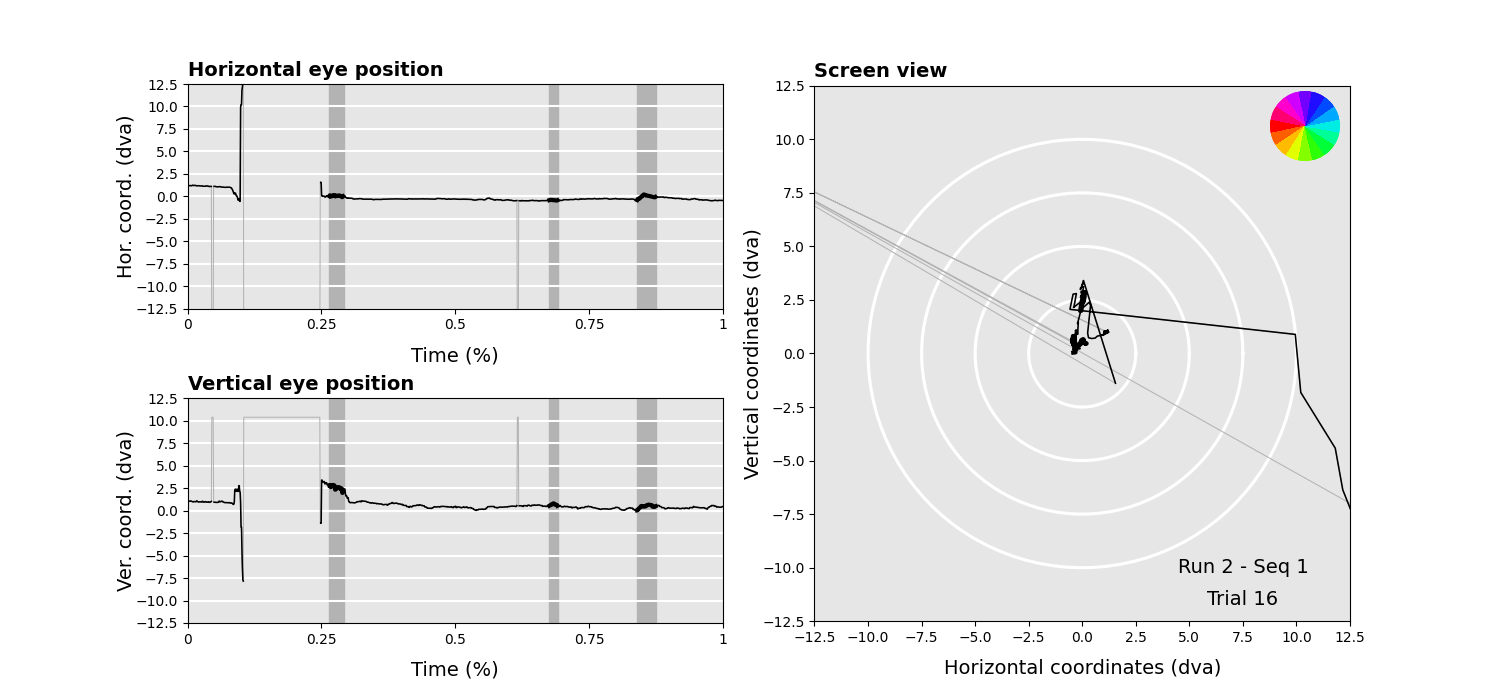 Horizontal eye position
12.5
10.0
7.5
5.0
2.5
0.0
−2.5
−5.0
−7.5
−10.0
−12.5
Hor. coord. (dva)
0 0.25 0.5 0.75 1
Time (%)
Vertical eye position
12.5
10.0
7.5
5.0
2.5
0.0
−2.5
−5.0
−7.5
−10.0
−12.5
Ver. coord. (dva)
0 0.25 0.5 0.75 1
Time (%)
Screen view
12.5
10.0
7.5
5.0
2.5
0.0
−2.5
−5.0
−7.5
−10.0
−12.5
Vertical coordinates (dva)
Run 2 - Seq 1
Trial 16
−12.5 −10.0 −7.5 −5.0 −2.5 0.0 2.5 5.0 7.5 10.0 12.5
Horizontal coordinates (dva)